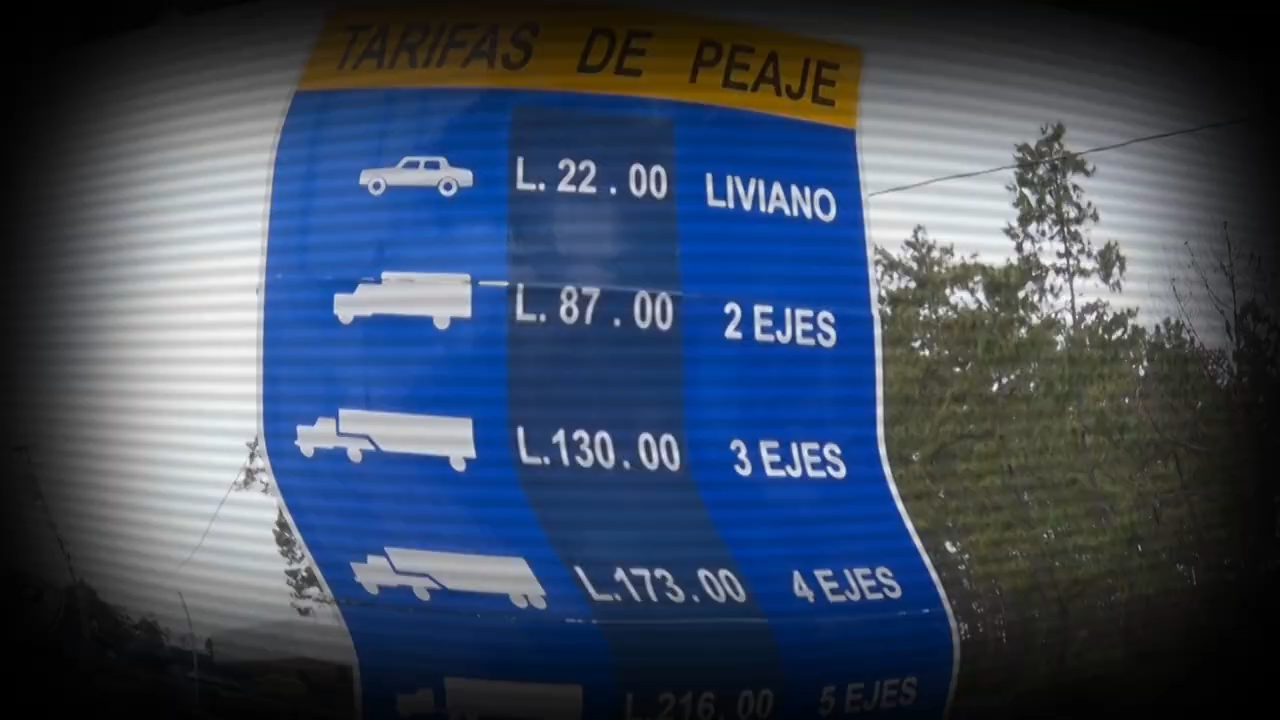 TARIFAS DE PEAJE
L. 22 . 00 LIVIANO
L. 87 . 00 2 EJES
L.130.00 3 EJES
L.173.00 4 EJES
L.216.00 5 EJES